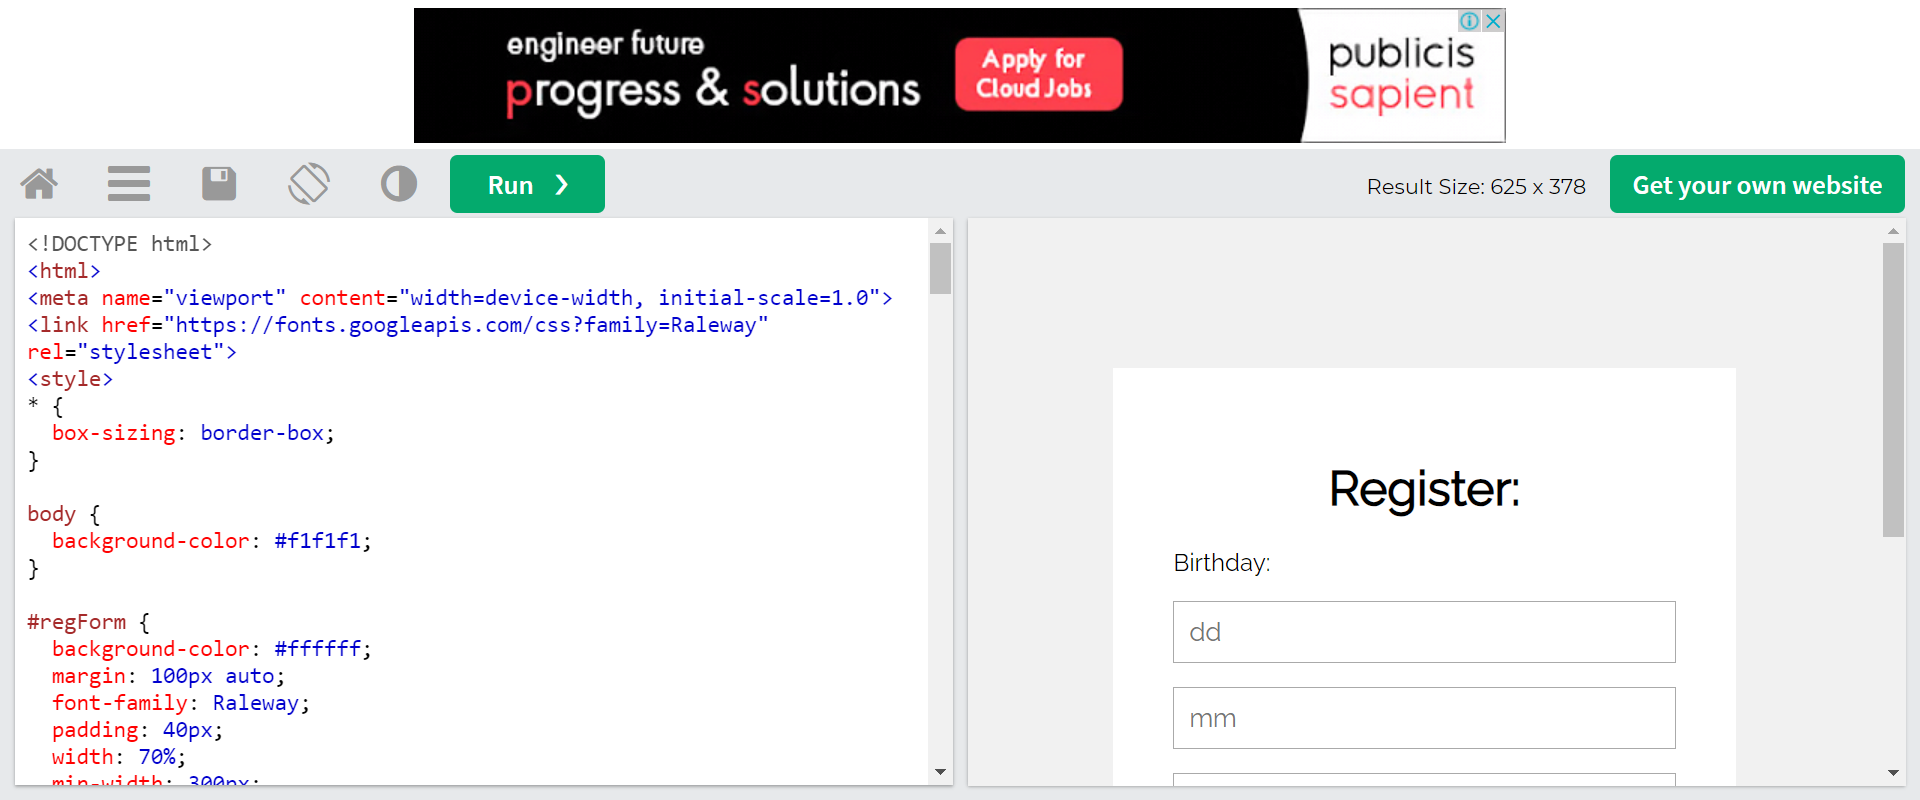 engineer future
progress & solutions
Apply for
Cloud Jobs
publicis
sapient
Run ❯
Result Size: 625 x 378
Get your own website
<!DOCTYPE html>
<html>
<meta name="viewport" content="width=device-width, initial-scale=1.0">
<link href="https://fonts.googleapis.com/css?family=Raleway"
rel="stylesheet">
<style>
* {
  box-sizing: border-box;
}
body {
  background-color: #f1f1f1;
}
#regForm {
  background-color: #ffffff;
  margin: 100px auto;
  font-family: Raleway;
  padding: 40px;
  width: 70%;
  min-width: 300px;
Register:
Birthday:
dd
mm